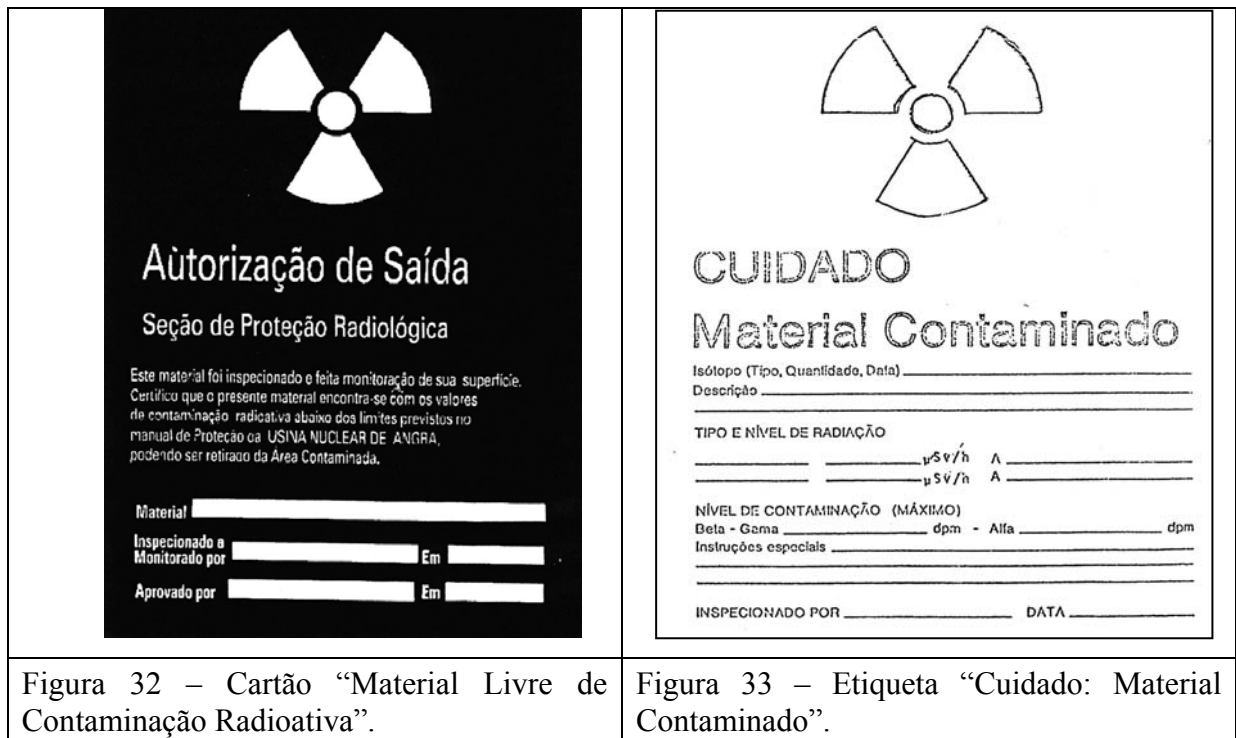 Aùtorização de Saída
Seção de Proteção Radiológica
Este material foi inspecionado e feita monitoração de sua superfície.
Certifico que o presente material encontra-se com os valores
de contaminação radicativa abaixo dos limites previstos no
manual de Proteção da USINA NUCLEAR DE ANGRA,
podendo ser retirado da Área Contaminada.
Material
Inspecionado e
Monitorado por Em
Aprovado por Em
CUIDADO
Material Contaminado
Isótopo (Tipo, Quantidade, Data)
Descrição
TIPO E NÍVEL DE RADIAÇÃO
µSv/h A
µSv/h A
NÍVEL DE CONTAMINAÇÃO (MÁXIMO)
Beta - Gama dpm - Alfa dpm
Instruções especiais
INSPECIONADO POR DATA
Figura 32 – Cartão “Material Livre de
Contaminação Radioativa”.
Figura 33 – Etiqueta “Cuidado: Material
Contaminado”.